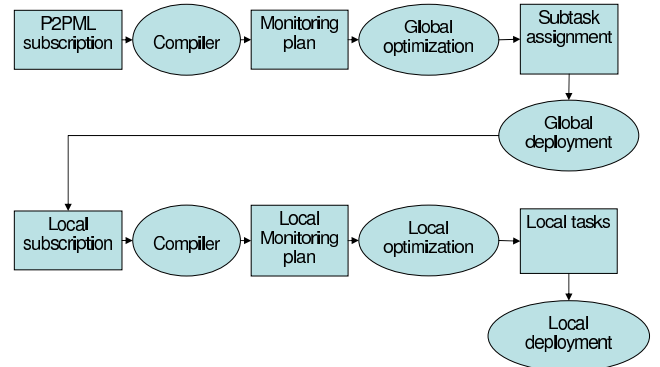 P2PML
subscription
Compiler
Monitoring
plan
Global
optimization
Subtask
assignment
Global
deployment
Local
subscription
Compiler
Local
Monitoring
plan
Local
optimization
Local tasks
Local
deployment